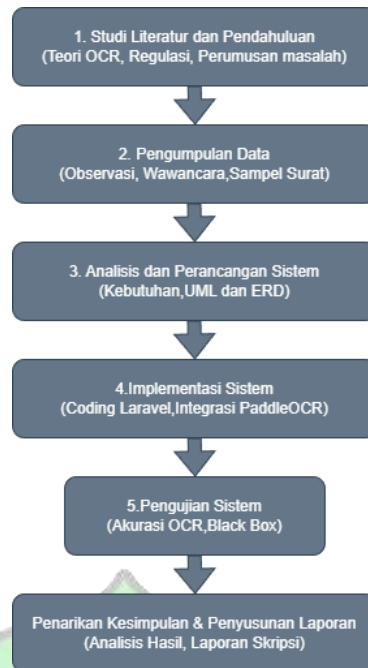 1. Studi Literatur dan Pendahuluan
(Teori OCR, Regulasi, Perumusan masalah)
2. Pengumpulan Data
(Observasi, Wawancara,Sampel Surat)
3. Analisis dan Perancangan Sistem
(Kebutuhan,UML dan ERD)
4.Implementasi Sistem
(Coding Laravel,Integrasi PaddleOCR)
5.Pengujian Sistem
(Akurasi OCR,Black Box)
Penarikan Kesimpulan & Penyusunan Laporan
(Analisis Hasil, Laporan Skripsi)